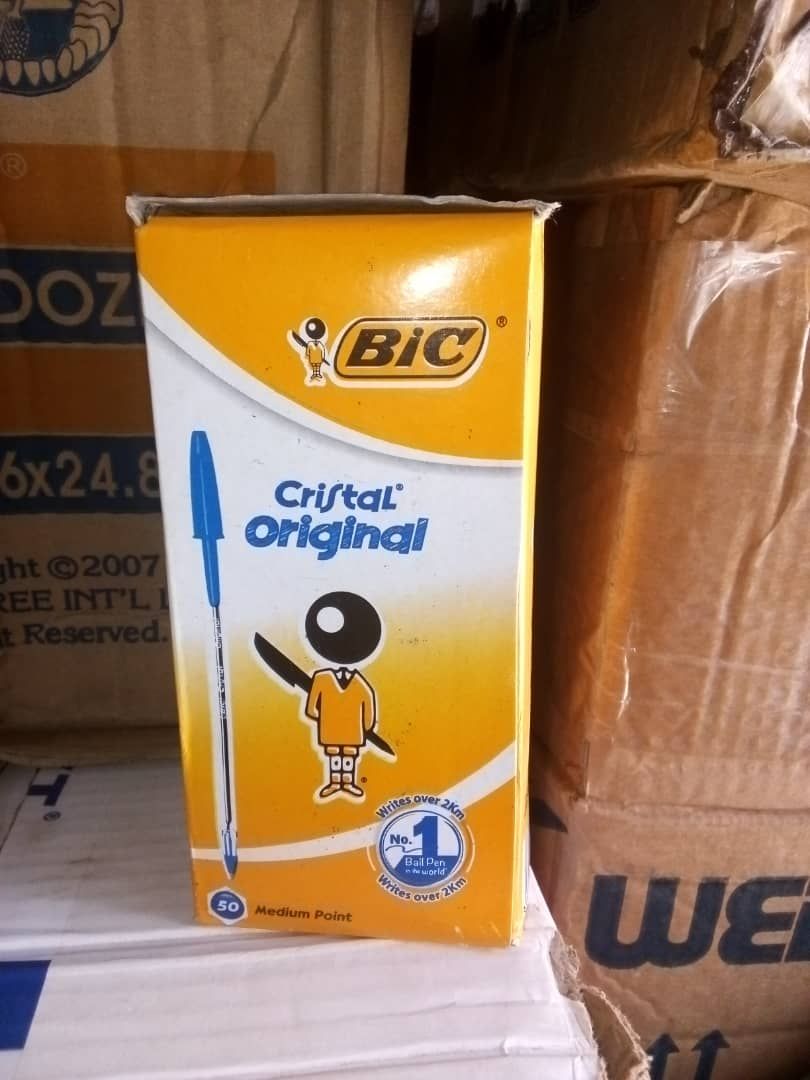 ®
DOZ
6x24.8
ght ©2007
REE INT'L L
t Reserved.
BiC®
Cristal®
Original
Writes over 2Km
No.1
Ball Pen
in the world
Writes over 2Km
50
Medium Point
T®
WE